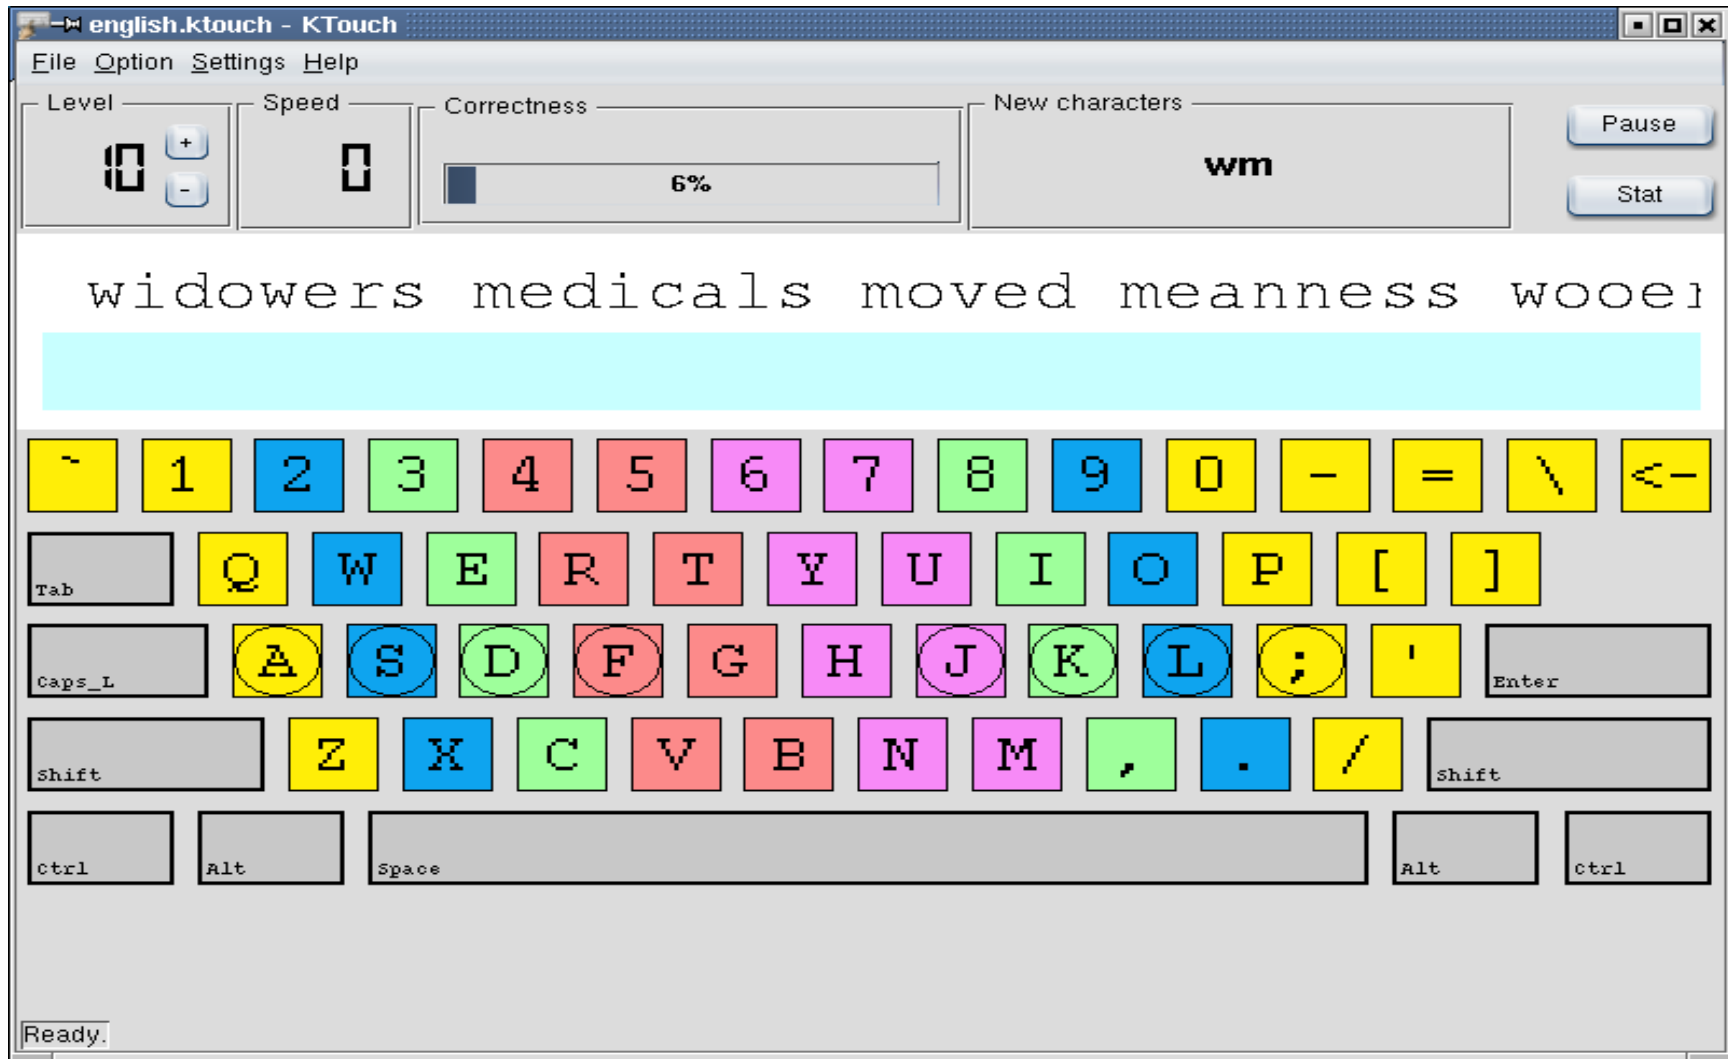 english.ktouch - KTouch
File Option Settings Help
Level Speed Correctness New characters Pause
10 + - 0 6% wm Stat
widowers medicals moved meanness wooer
~ 1 2 3 4 5 6 7 8 9 0 - = \ <-
Tab Q W E R T Y U I O P [ ]
Caps_L A S D F G H J K L ; ' Enter
Shift Z X C V B N M , . / Shift
Ctrl Alt Space Alt Ctrl
Ready.